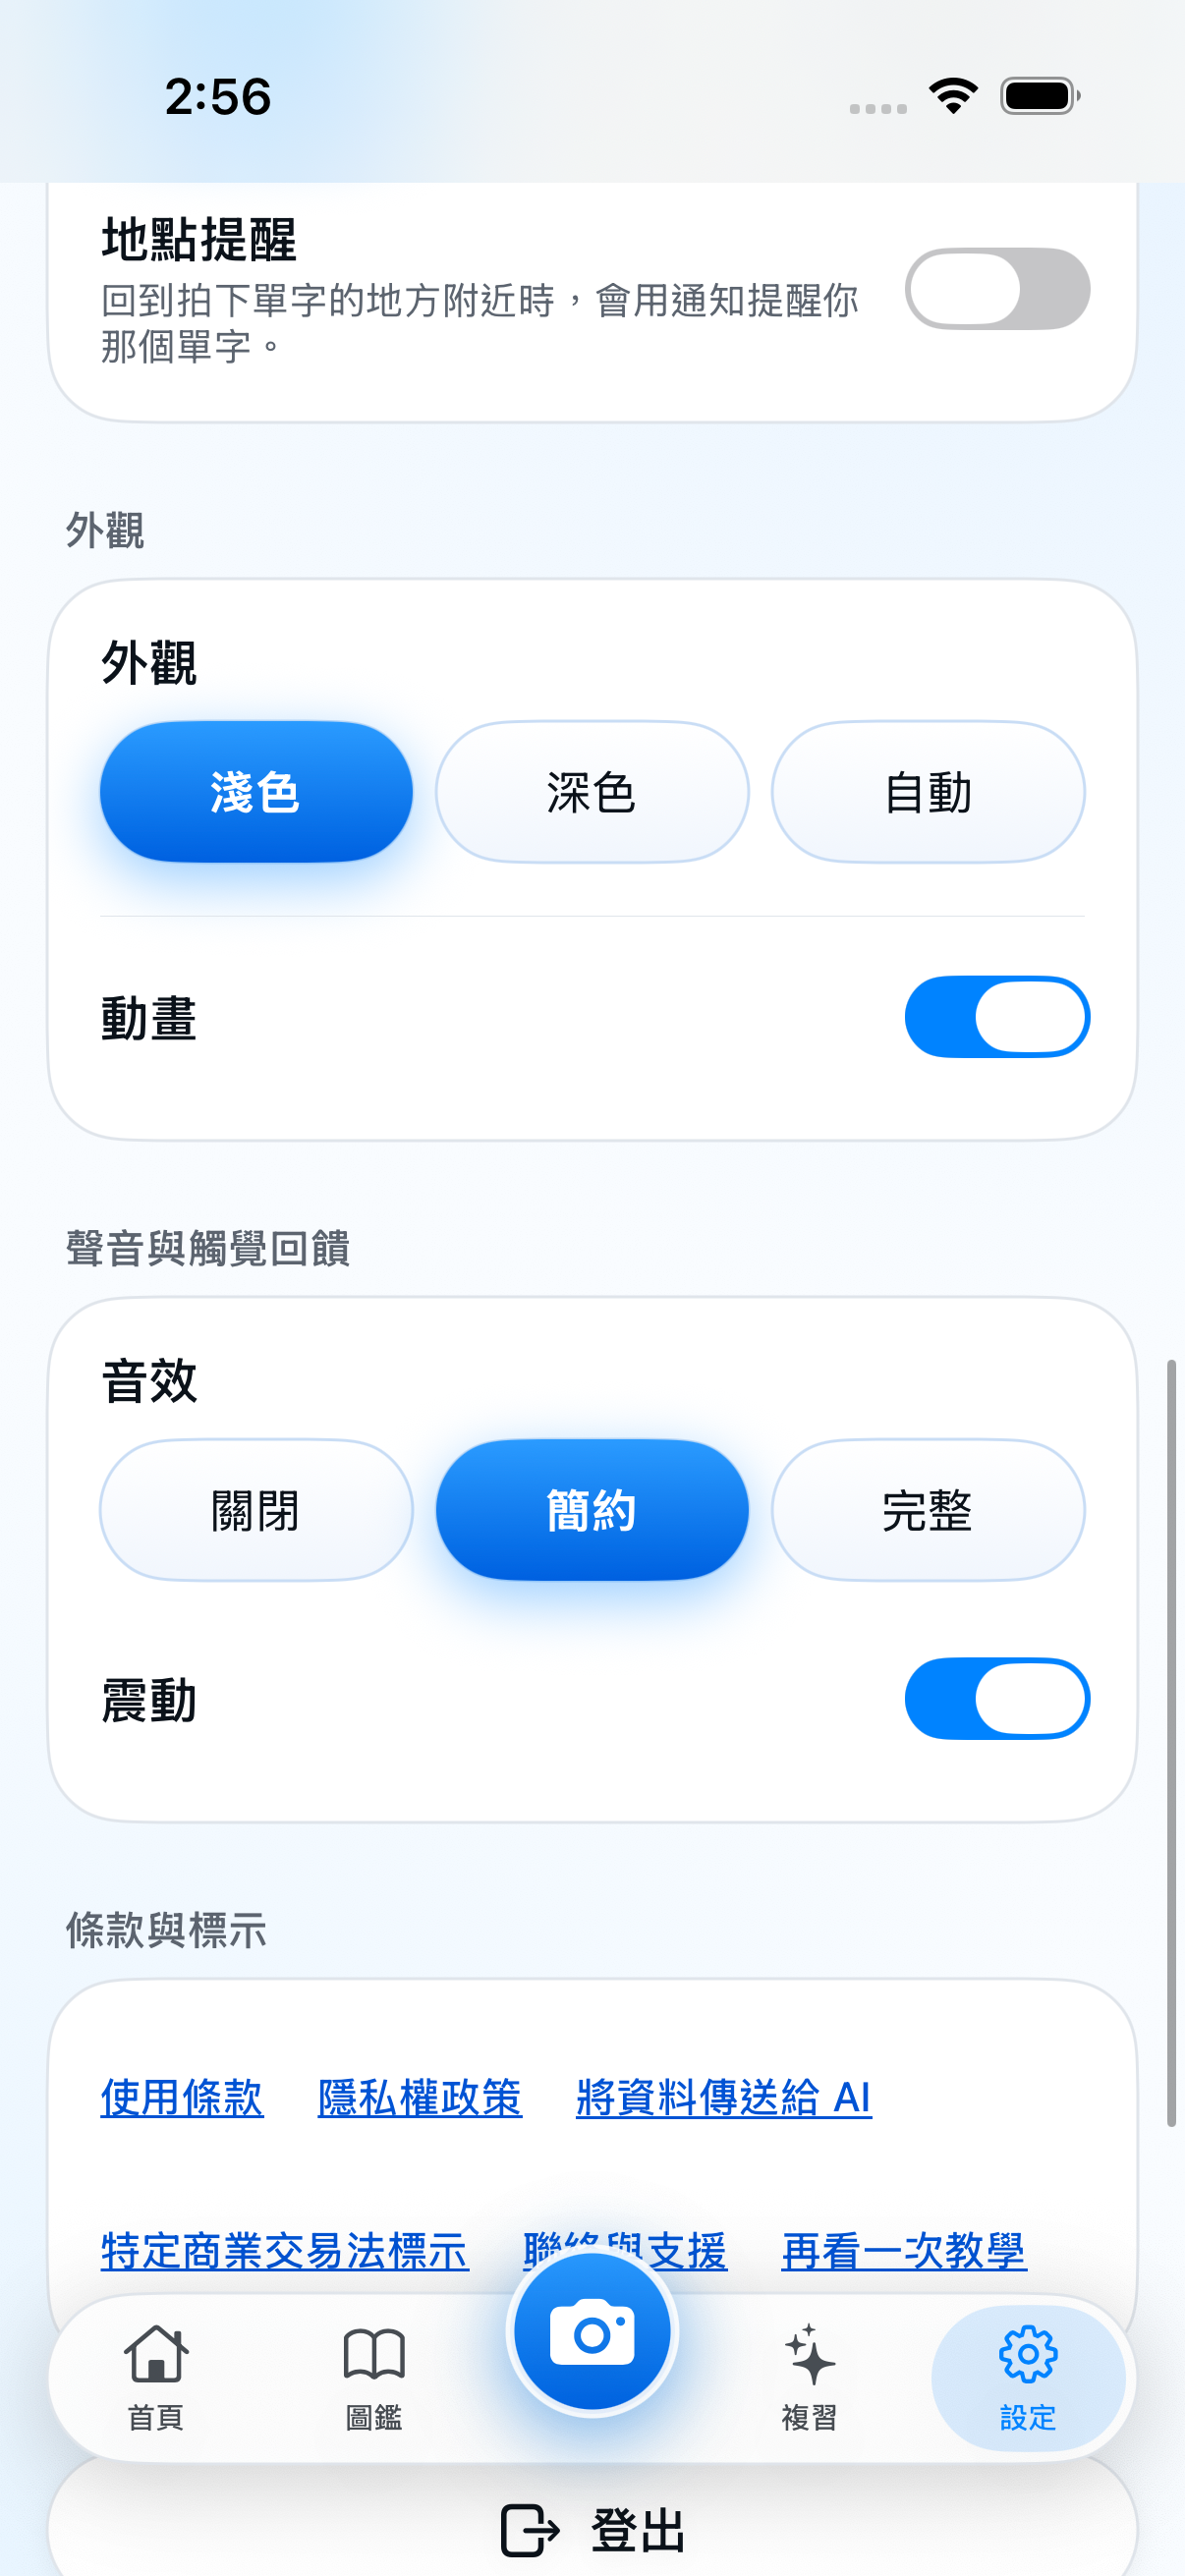 2:56
地點提醒
回到拍下單字的地方附近時，會用通知提醒你
那個單字。
外觀
外觀
淺色
深色
自動
動畫
聲音與觸覺回饋
音效
關閉
簡約
完整
震動
條款與標示
使用條款 隱私權政策 將資料傳送給 AI
特定商業交易法標示 聯絡與支援 再看一次教學
首頁
圖鑑
複習
設定
登出